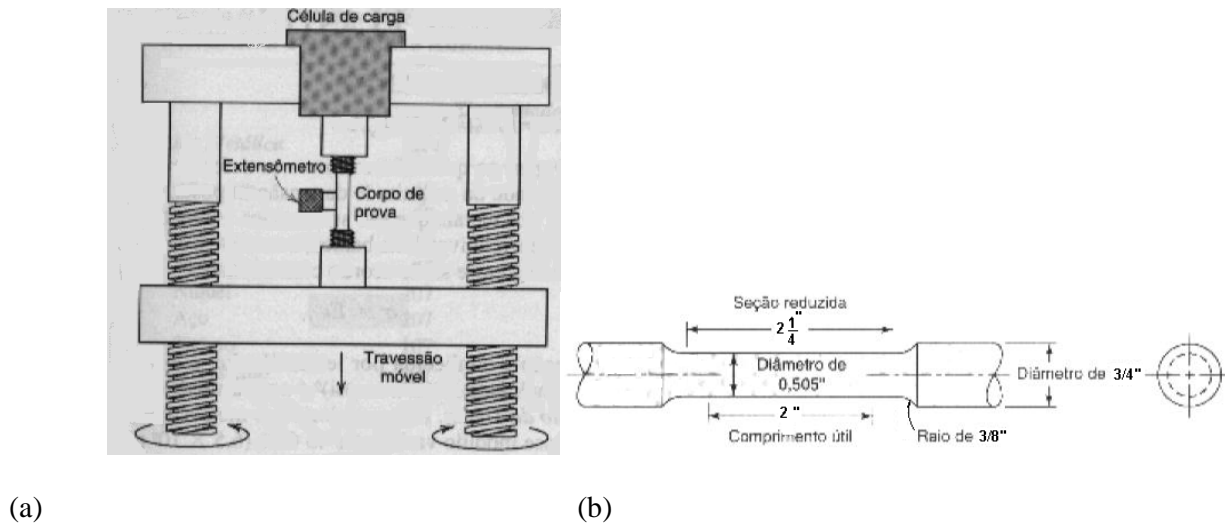 Célula de carga
Extensômetro
Corpo de
prova
Travessão
móvel
(a)
Seção reduzida
2 1/4"
Diâmetro de
0,505"
2 "
Comprimento útil
Diâmetro de 3/4"
Raio de 3/8"
(b)